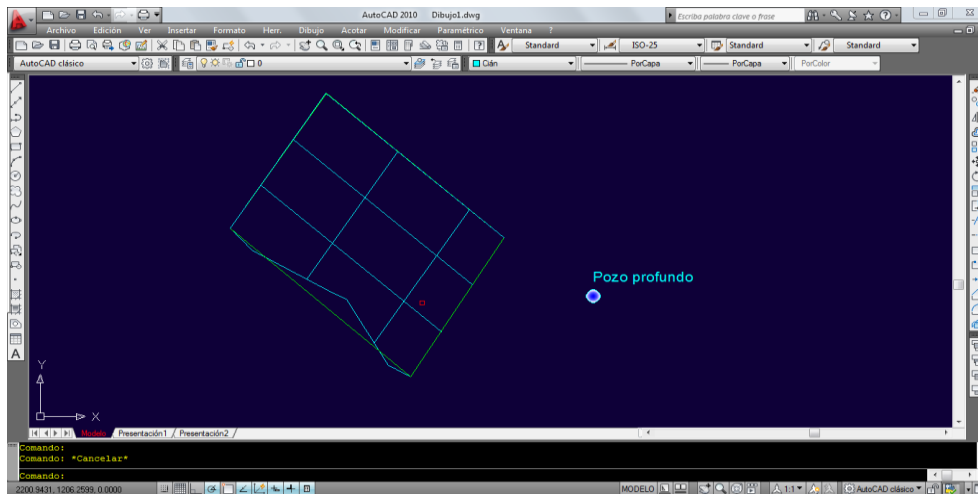 AutoCAD 2010 Dibujo1.dwg
Escriba palabra clave o frase
Archivo Edición Ver Insertar Formato Herr. Dibujo Acotar Modificar Paramétrico Ventana ?
Standard ISO-25 Standard Standard
AutoCAD clásico 0 Cián PorCapa PorCapa PorColor
Pozo profundo
Y
X
Modelo Presentación1 Presentación2
Comando:
Comando: *Cancelar*
Comando:
2200.9431, 1206.2599, 0.0000 MODELO 1:1 AutoCAD clásico